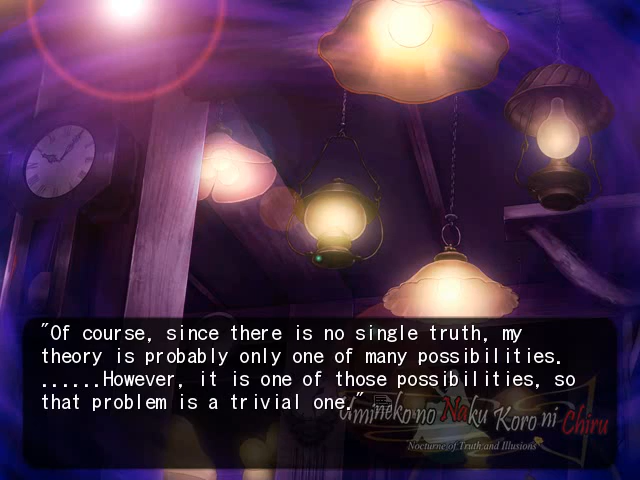 "Of course, since there is no single truth, my
theory is probably only one of many possibilities.
......However, it is one of those possibilities, so
that problem is a trivial one."
Umineko no Naku Koro ni Chiru
Nocturne of Truth and Illusions